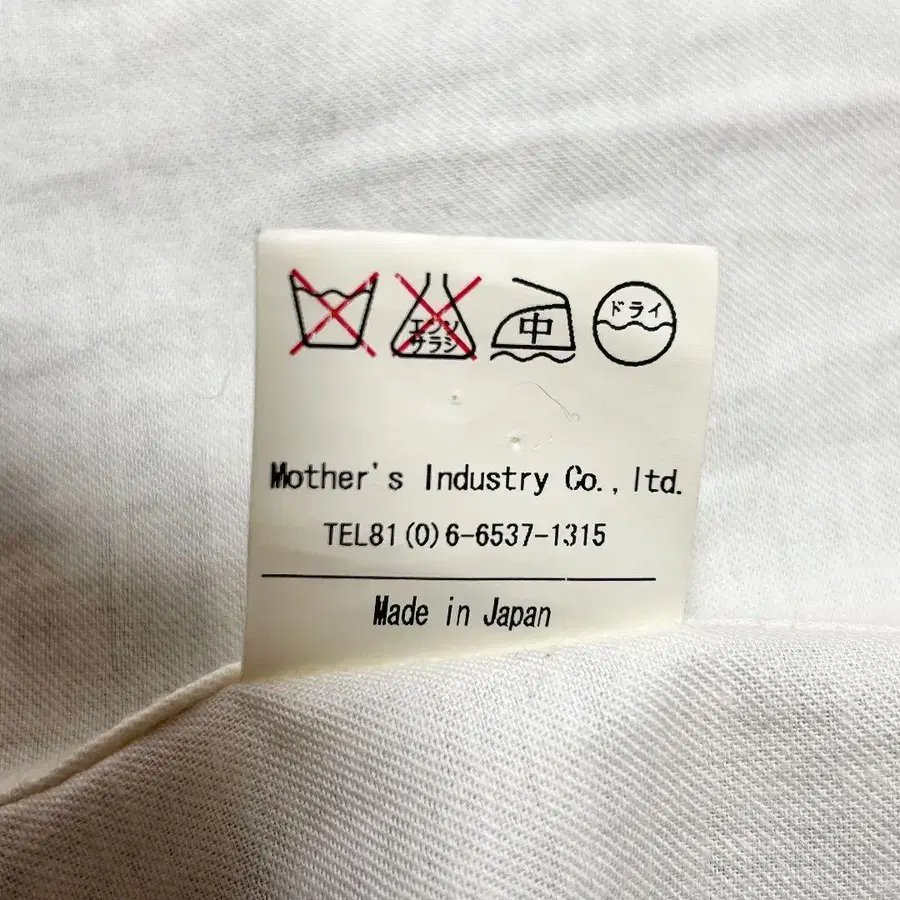 エンソ
サラシ
中
ドライ
Mother's Industry Co., ltd.
TEL81(0)6-6537-1315
Made in Japan